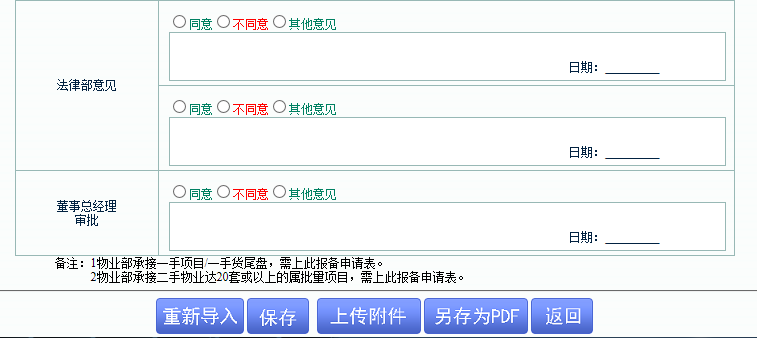 同意 不同意 其他意见
日期：_________
法律部意见
同意 不同意 其他意见
日期：_________
同意 不同意 其他意见
董事总经理
审批
日期：_________
备注：1物业部承接一手项目/一手货尾盘，需上此报备申请表。
2物业部承接二手物业达20套或以上的属批量项目，需上此报备申请表。
重新导入 保存 上传附件 另存为PDF 返回